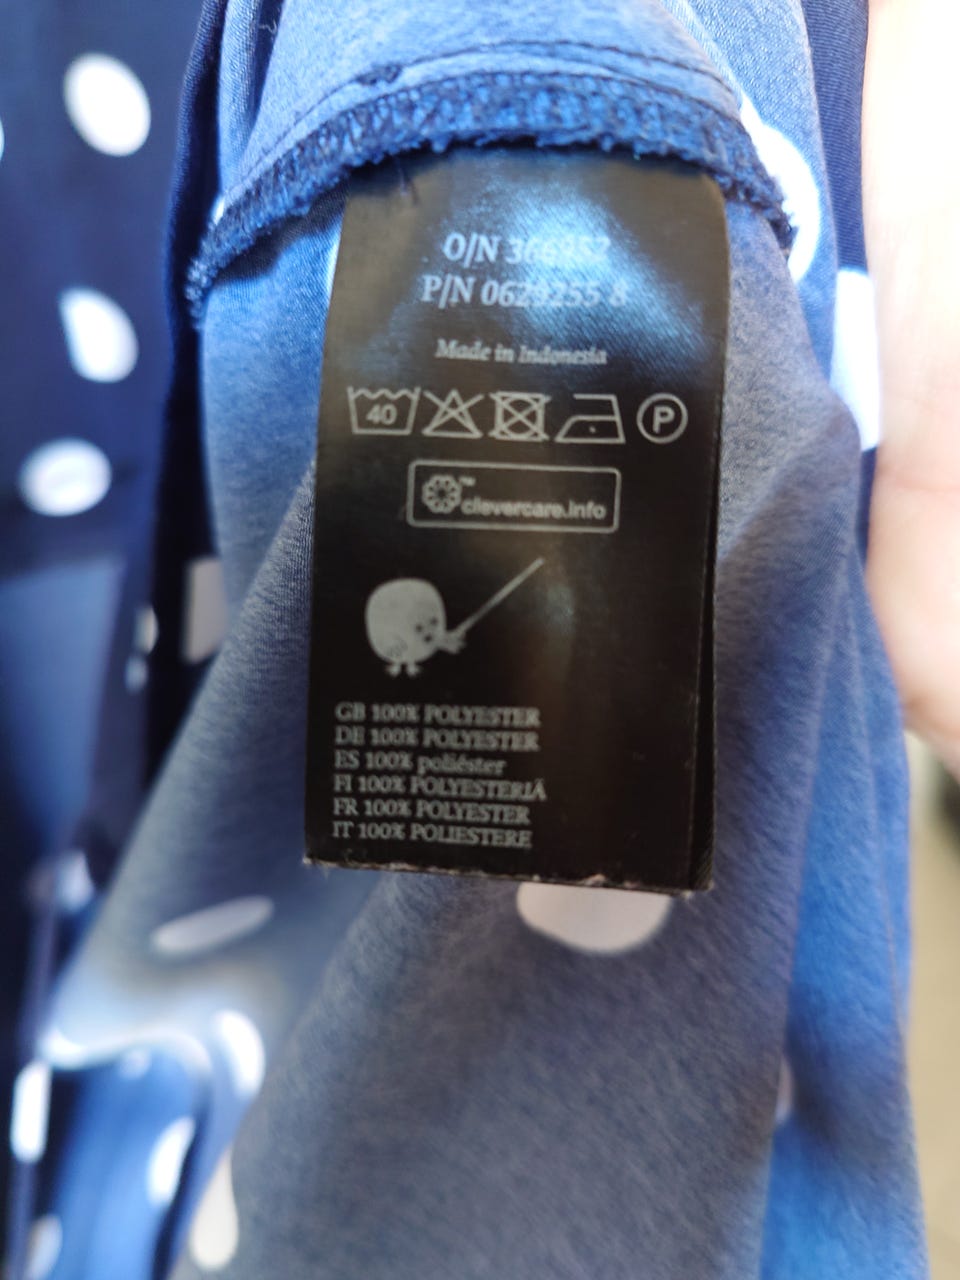 O/N
P/N 0629255 8
Made in Indonesia
40
P
clevercare.info
GB 100% POLYESTER
DE 100% POLYESTER
ES 100% poliéster
FI 100% POLYESTERIÄ
FR 100% POLYESTER
IT 100% POLIESTERE